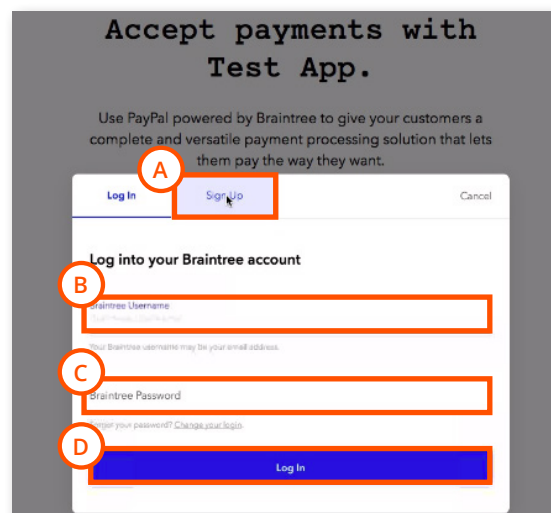 Accept payments with
Test App.
Use PayPal powered by Braintree to give your customers a
complete and versatile payment processing solution that lets
them pay the way they want.
A
Log In Sign Up Cancel
Log into your Braintree account
B
Braintree Username
Your Braintree username may be your email address.
C
Braintree Password
Forgot your password? Change your login.
D
Log In